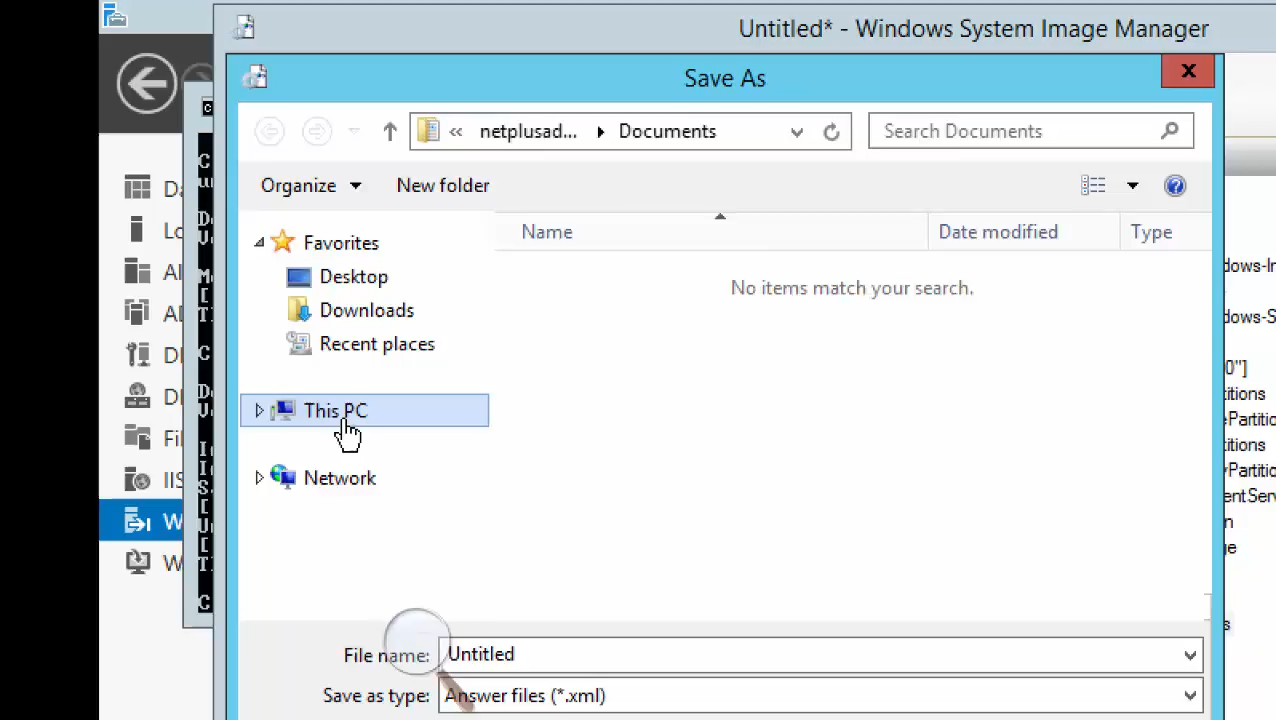 Untitled* - Windows System Image Manager
Save As
« netplusad... Documents
Search Documents
Organize
New folder
Name
Date modified
Type
Favorites
Desktop
Downloads
Recent places
No items match your search.
This PC
Network
File name: Untitled
Save as type: Answer files (*.xml)